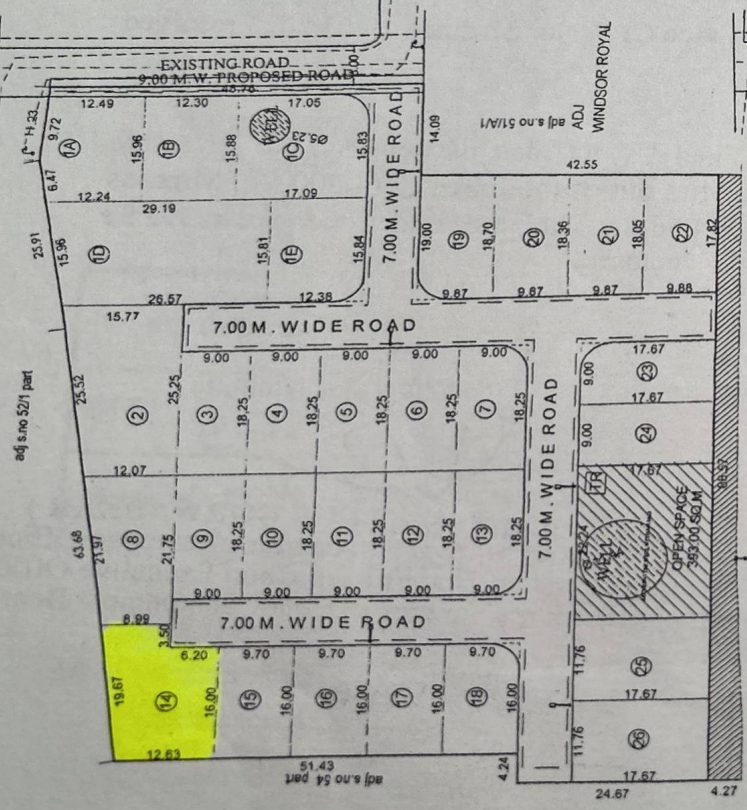 EXISTING ROAD
9.00 M.W. PROPOSED ROAD
48.76
12.49 12.30 17.05
9.72 1A 15.96 1B 15.88 WELL Ø5.23 1C 15.83
6.47
12.24 29.19 17.09
25.91 15.96 1D 15.81 1E 15.84
26.57 12.38
15.77
7.00 M. WIDE ROAD
14.09
adj s.no 51/A/1
ADJ
WINDSOR ROYAL
42.55
19.00 19 18.70 20 18.36 21 18.05 22 17.82
9.87 9.87 9.87 9.88
7.00 M. WIDE ROAD
9.00 9.00 9.00 9.00 9.00
adj s.no 52/1 part
25.52 2 25.25 3 18.25 4 18.25 5 18.25 6 18.25 7 18.25
12.07
63.68 21.97 8 21.75 9 18.25 10 18.25 11 18.25 12 18.25 13 18.25
9.00 9.00 9.00 9.00 9.00
7.00 M. WIDE ROAD
17.67
9.00 23
17.67
9.00 24
17.67
TR
WELL
OPEN SPACE
393.00 SQ.M
7.00 M. WIDE ROAD
8.99
3.50
6.20 9.70 9.70 9.70 9.70
19.67 14 16.00 15 16.00 16 16.00 17 16.00 18 16.00
12.63
51.43
adj s.no 54 part
4.24
11.76 25
17.67
11.76 26
17.67
24.67
4.27